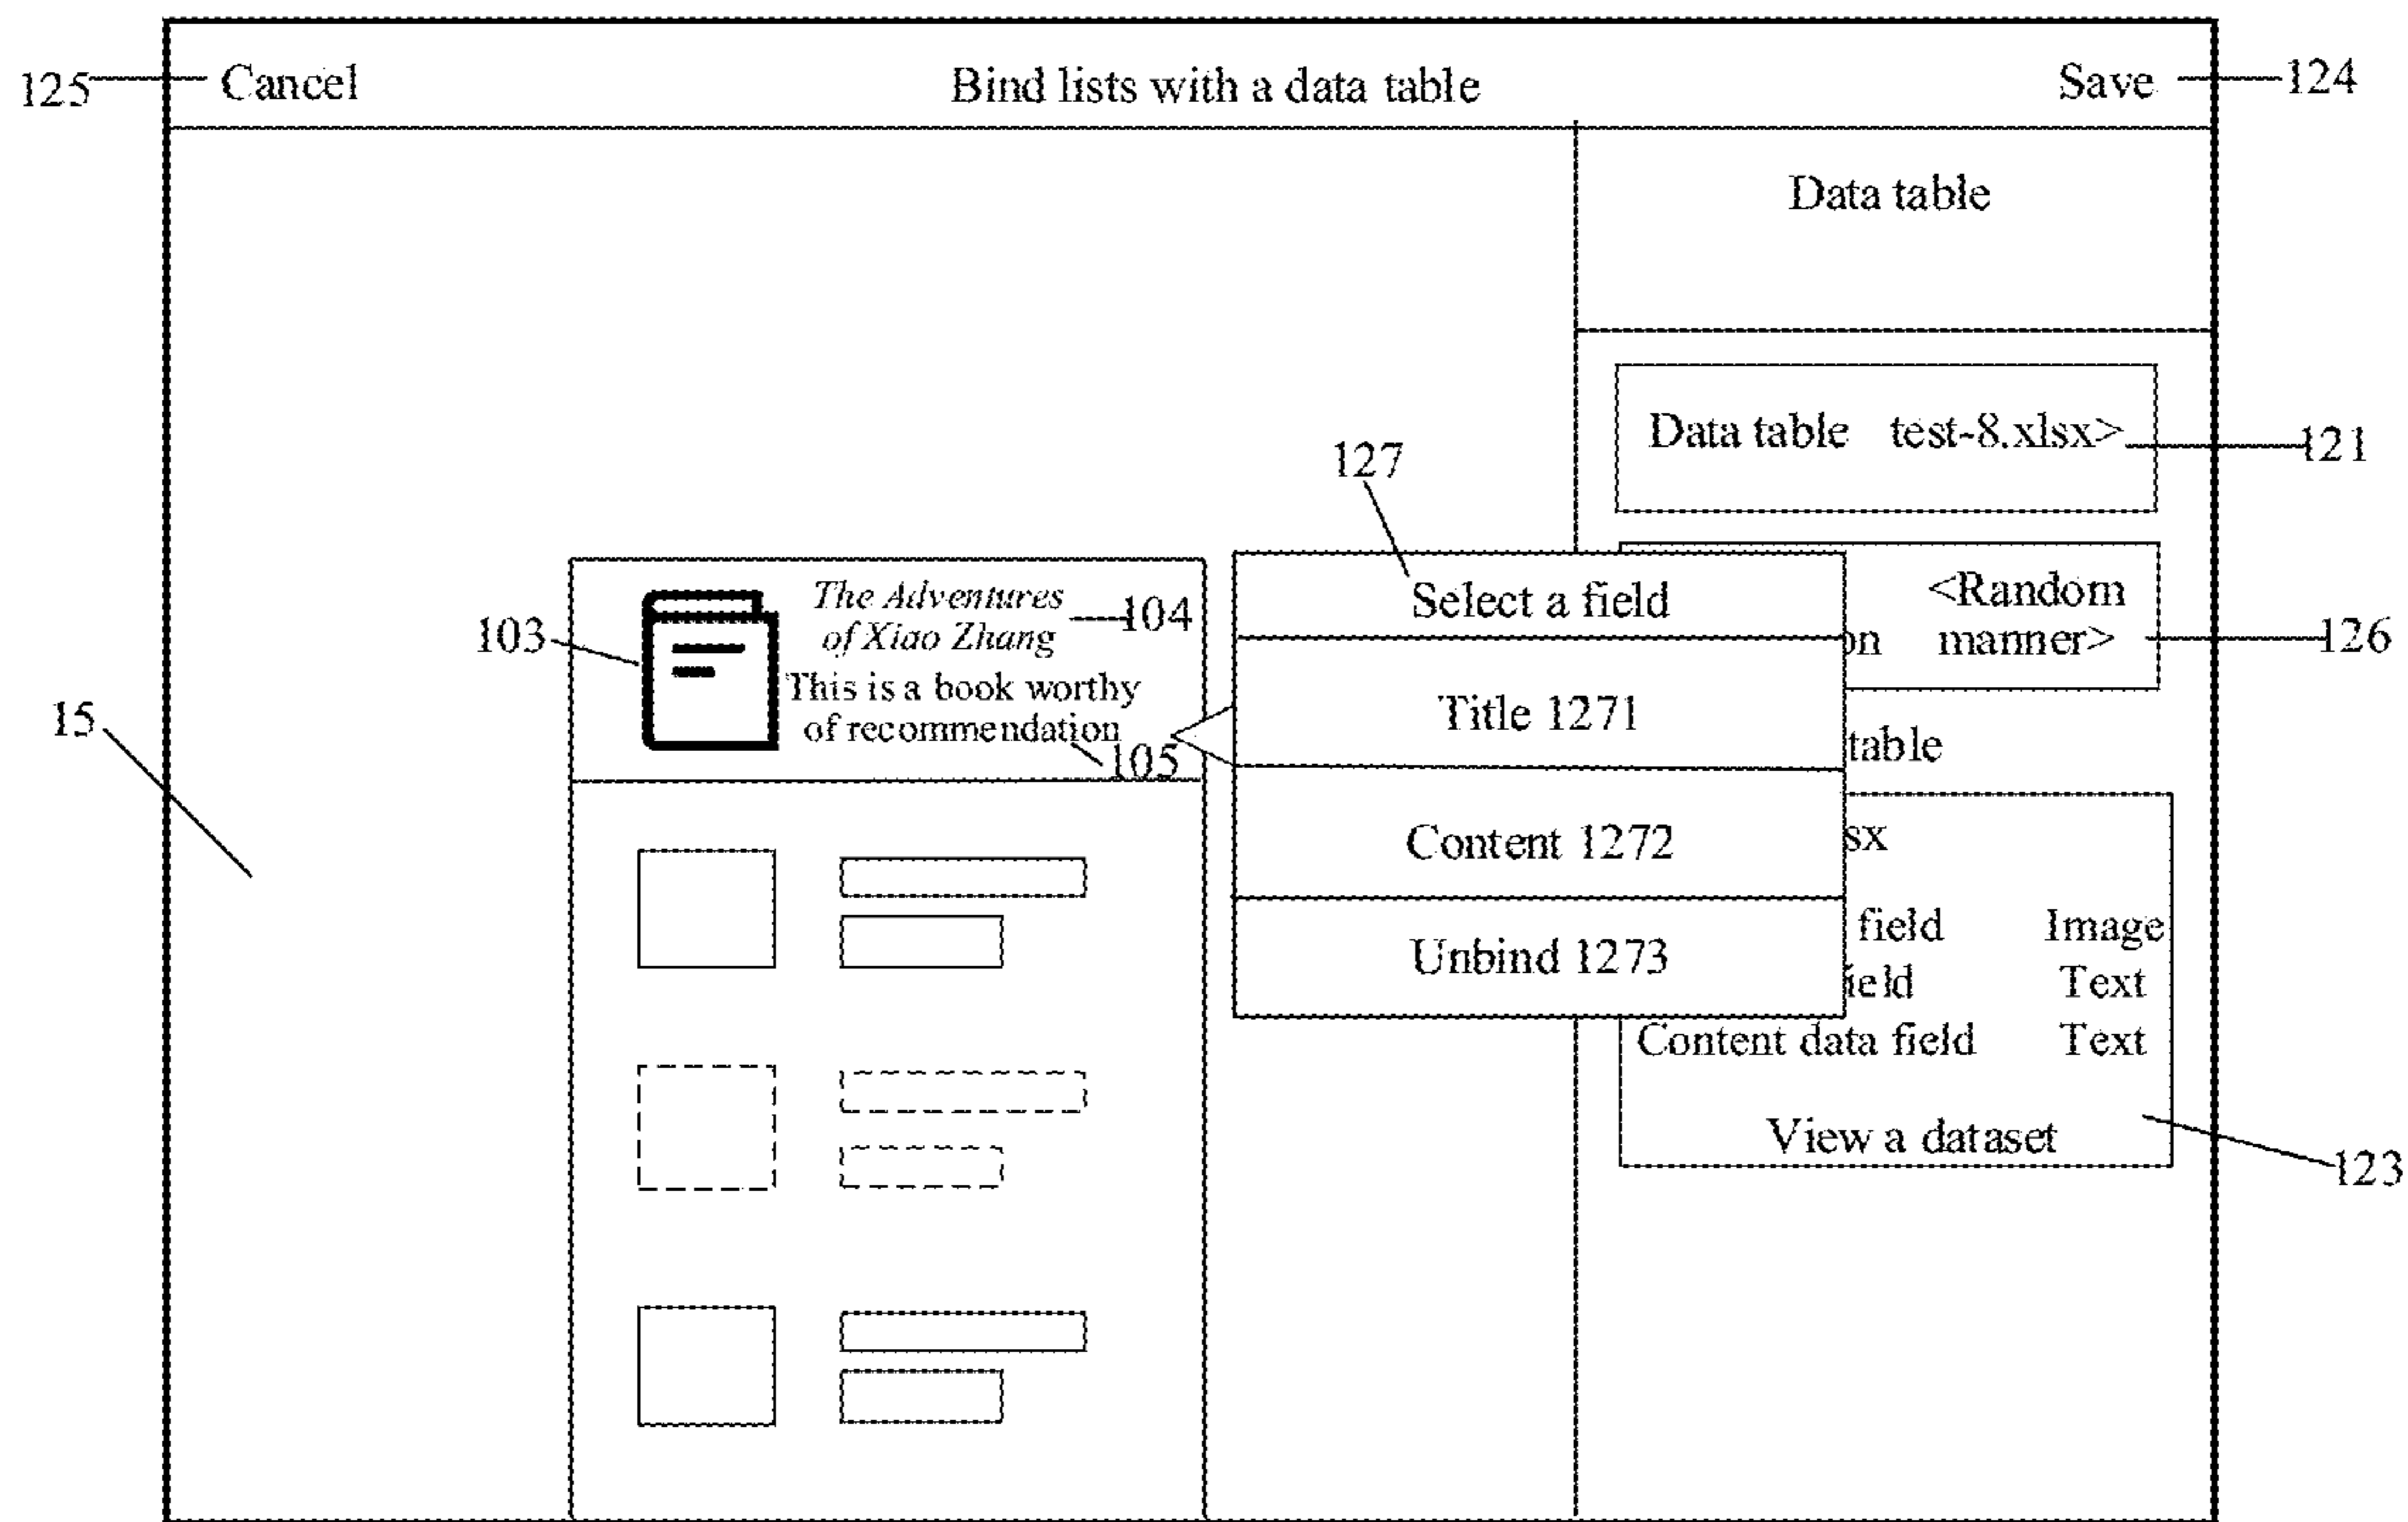 125 Cancel Bind lists with a data table Save 124
Data table
Data table test-8.xlsx> 121
127
<Random
manner> 126
Select a field
Title 1271
Content 1272
Unbind 1273
103
The Adventures 104
of Xiao Zhang
This is a book worthy
of recommendation
105
15
table
sx
field Image
field Text
Content data field Text
View a dataset
123